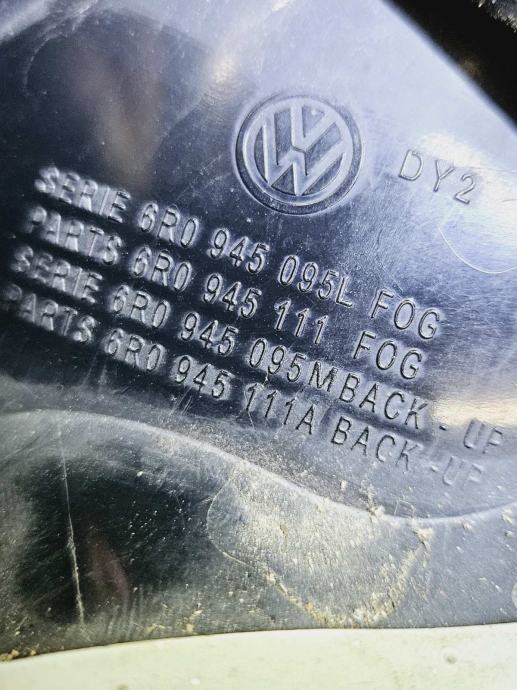 DY2
SERIE 6R0 945 095L FOG
PARTS 6R0 945 111 FOG
SERIE 6R0 945 095M BACK - UP
PARTS 6R0 945 111A BACK -UP